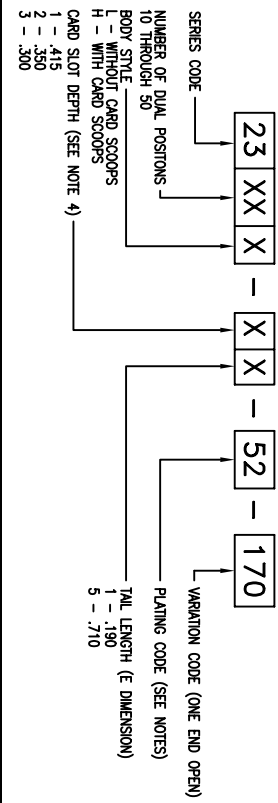 23 XX X - X X - 52 - 170
SERIES CODE
NUMBER OF DUAL POSITONS
10 THROUGH 50
BODY STYLE
L - WITHOUT CARD SCOOPS
H - WITH CARD SCOOPS
CARD SLOT DEPTH (SEE NOTE 4)
1 - .415
2 - .350
3 - .300
VARIATION CODE (ONE END OPEN)
PLATING CODE (SEE NOTES)
TAIL LENGTH (E DIMENSION)
1 - .190
5 - .710